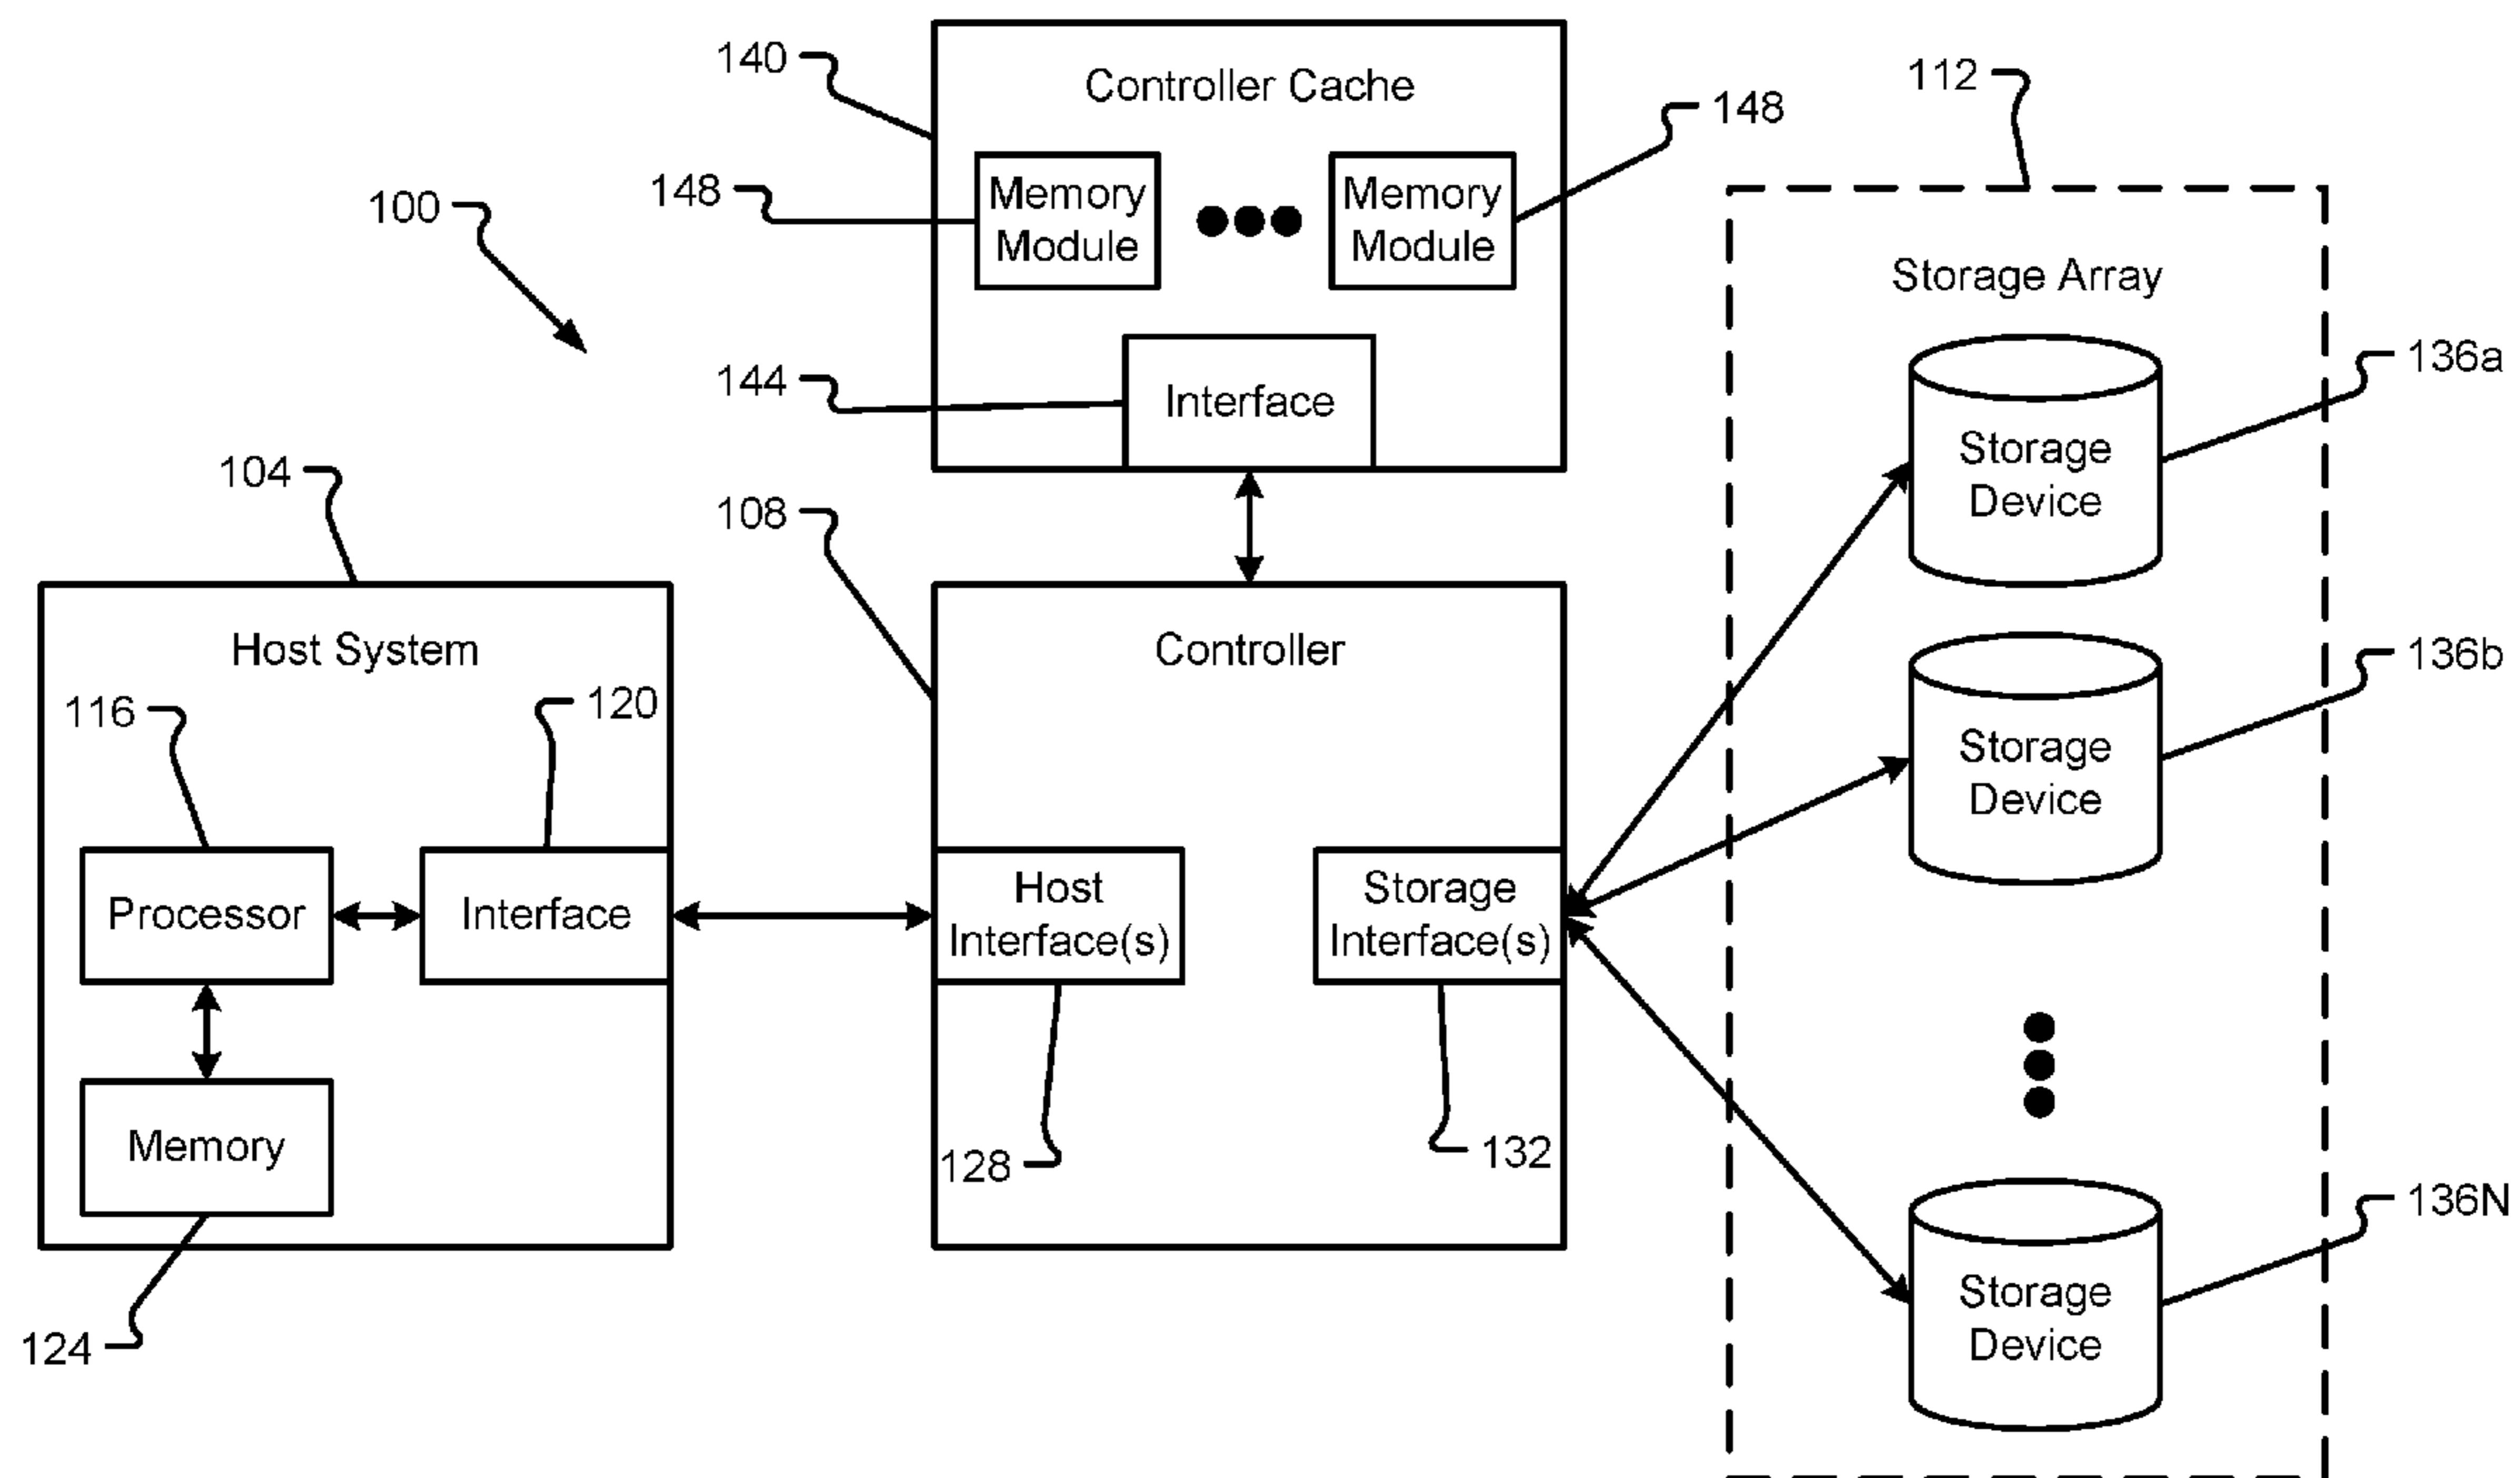 140
Controller Cache
112
148
148
Memory
Module
Memory
Module
100
Storage Array
144
Interface
136a
Storage
Device
104
108
Host System
Controller
136b
116
120
Storage
Device
Processor
Interface
Host
Interface(s)
Storage
Interface(s)
Memory
128
132
136N
124
Storage
Device